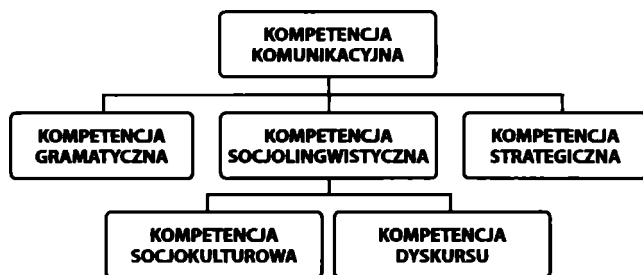 KOMPETENCJA
KOMUNIKACYJNA
KOMPETENCJA
GRAMATYCZNA
KOMPETENCJA
SOCJOLINGWISTYCZNA
KOMPETENCJA
STRATEGICZNA
KOMPETENCJA
SOCJOKULTUROWA
KOMPETENCJA
DYSKURSU